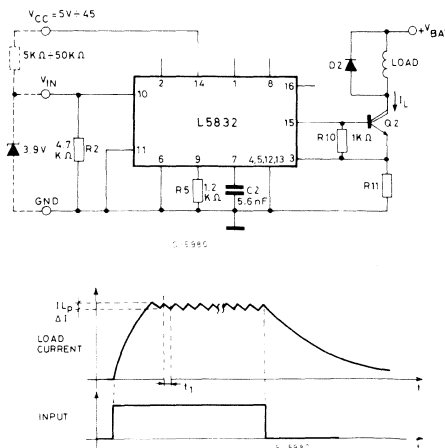 VCC = 5V÷45
+VBA
5KΩ÷50KΩ
VIN
D2
LOAD
2
14
1
8
16
IL
10
L5832
15
Q2
3.9V
4.7
KΩ
R2
R10
1KΩ
11
3
6
9
7
4,5,12,13
R11
GND
R5
1.2
KΩ
C2
5.6nF
ILp
ΔI
LOAD
CURRENT
t1
t
INPUT
t